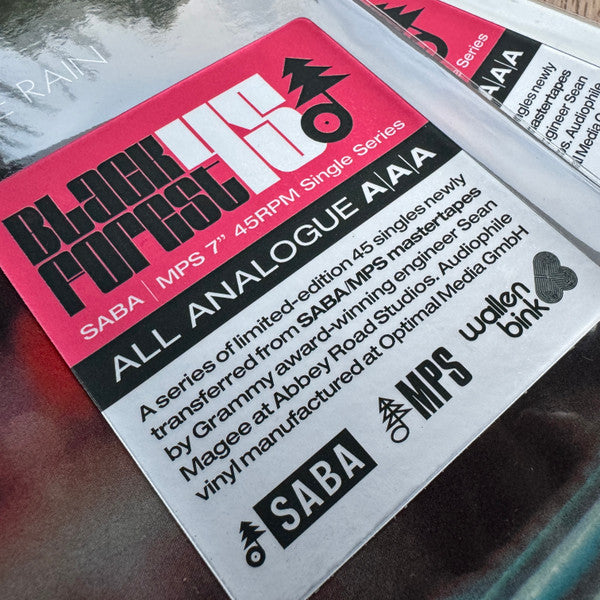 E RAIN
BLACK
FOREST
45
SABA | MPS 7" 45RPM Single Series
ALL ANALOGUE A|A|A
A series of limited-edition 45 singles newly
transferred from SABA/MPS mastertapes
by Grammy award-winning engineer Sean
Magee at Abbey Road Studios. Audiophile
vinyl manufactured at Optimal Media GmbH
SABA
MPS
wallen
bink
Series
A|A|A
singles newly
mastertapes
engineer Sean
Audiophile
Media GmbH